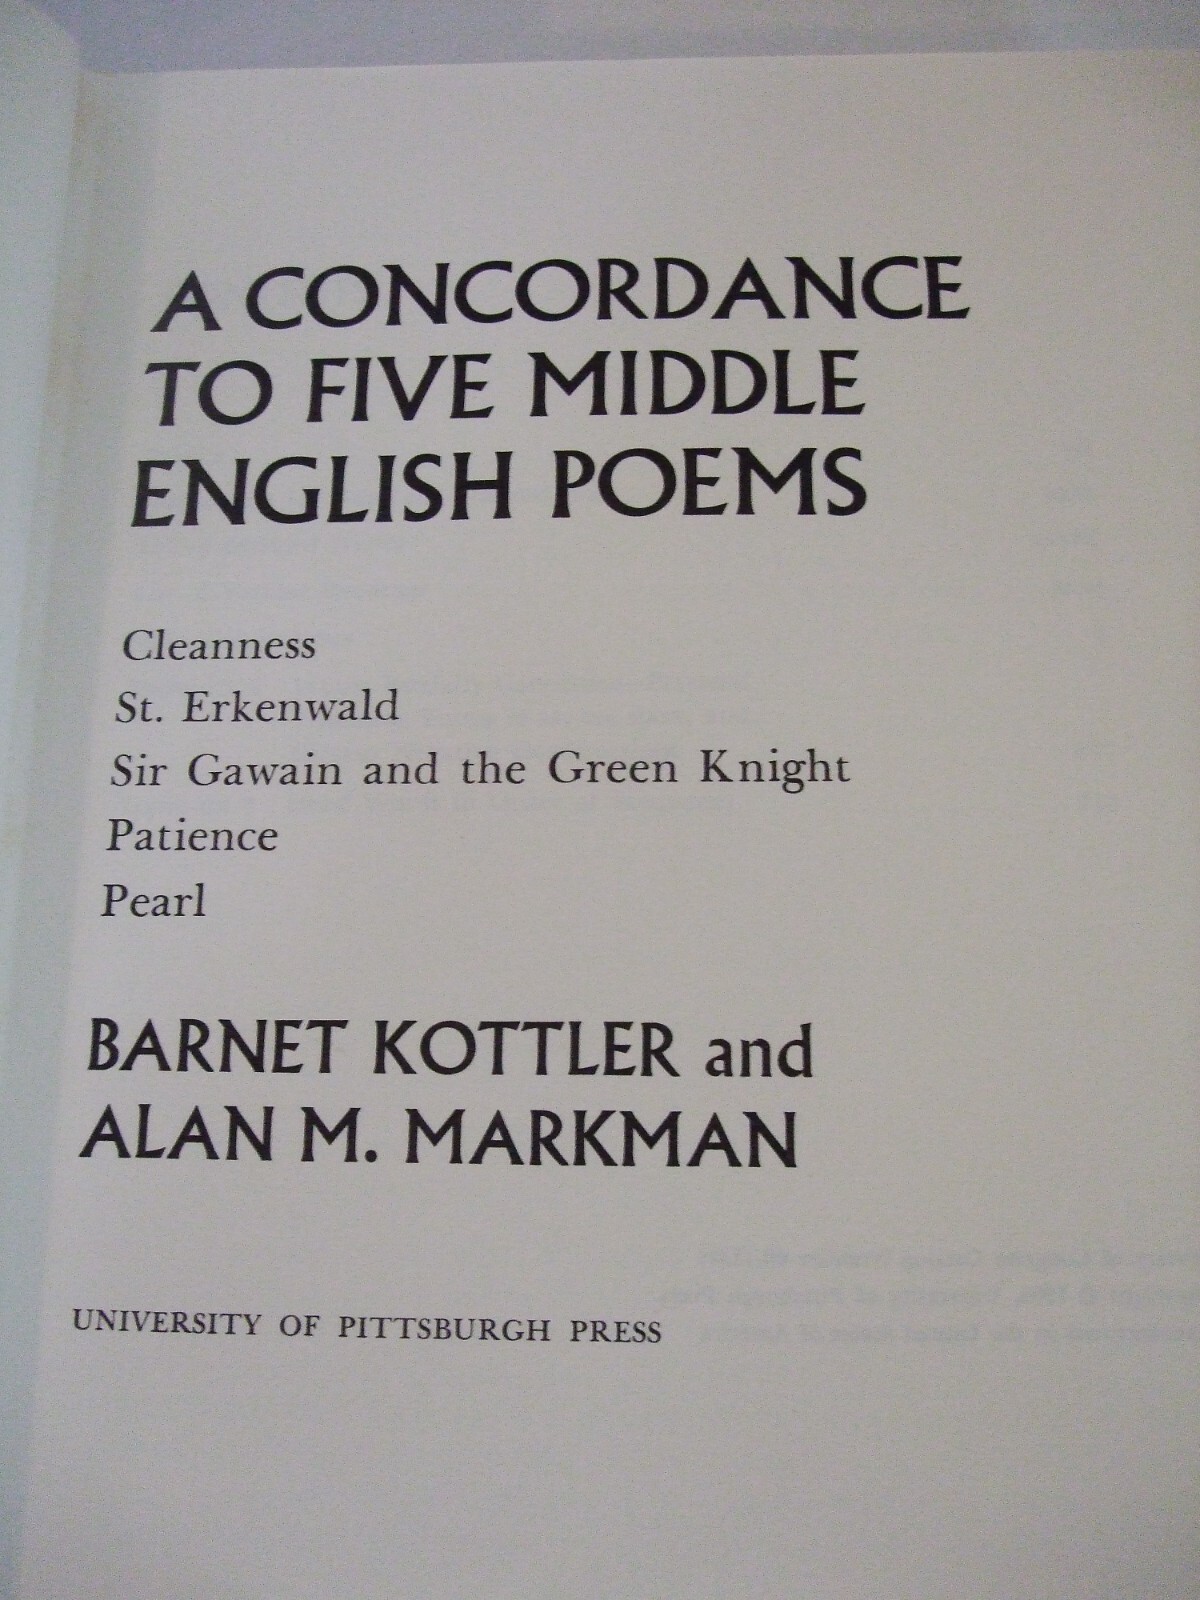 A CONCORDANCE
TO FIVE MIDDLE
ENGLISH POEMS
Cleanness
St. Erkenwald
Sir Gawain and the Green Knight
Patience
Pearl
BARNET KOTTLER and
ALAN M. MARKMAN
UNIVERSITY OF PITTSBURGH PRESS